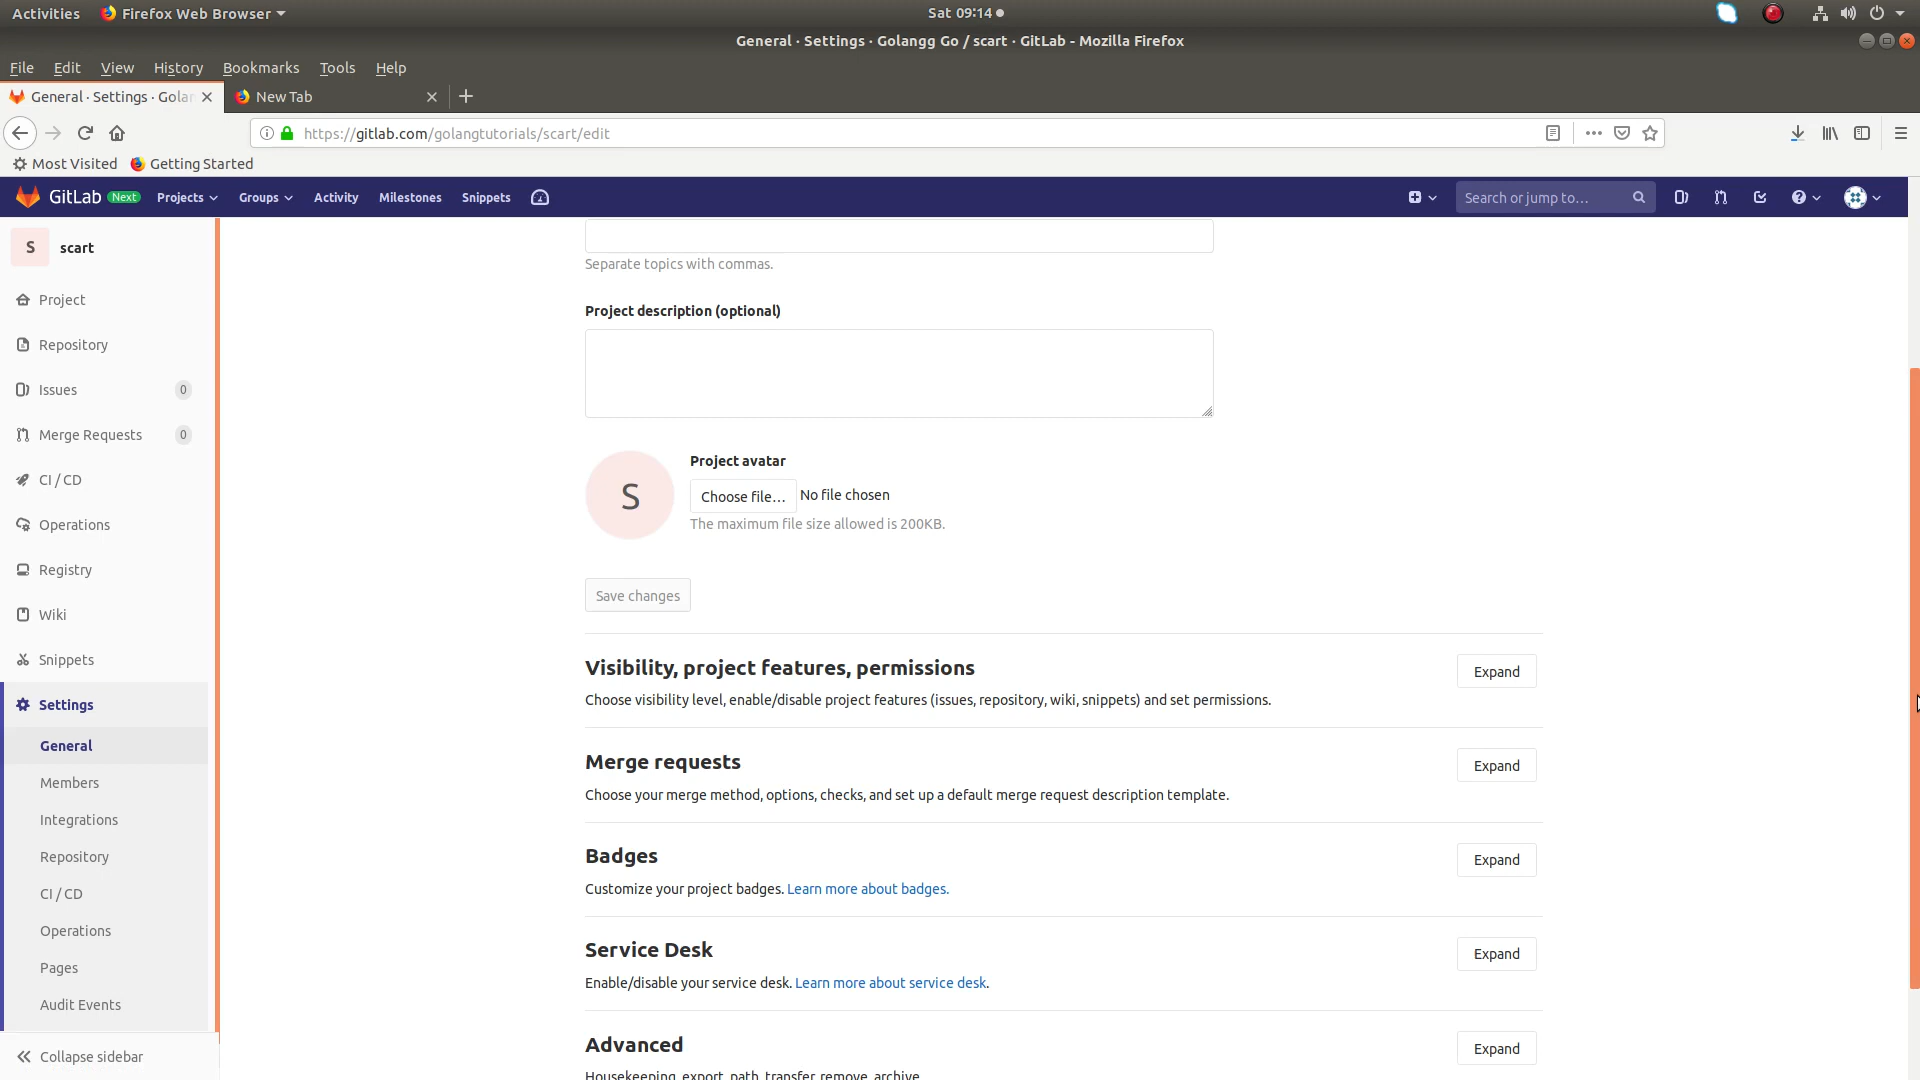 Activities
Firefox Web Browser
Sat 09:14
General · Settings · Golangg Go / scart · GitLab - Mozilla Firefox
File Edit View History Bookmarks Tools Help
General · Settings · Golan
New Tab
https://gitlab.com/golangtutorials/scart/edit
Most Visited
Getting Started
GitLab Next Projects Groups Activity Milestones Snippets
Search or jump to…
S scart
Project
Repository
Issues 0
Merge Requests 0
CI / CD
Operations
Registry
Wiki
Snippets
Settings
General
Members
Integrations
Repository
CI / CD
Operations
Pages
Audit Events
Collapse sidebar
Separate topics with commas.
Project description (optional)
S
Project avatar
Choose file… No file chosen
The maximum file size allowed is 200KB.
Save changes
Visibility, project features, permissions
Expand
Choose visibility level, enable/disable project features (issues, repository, wiki, snippets) and set permissions.
Merge requests
Expand
Choose your merge method, options, checks, and set up a default merge request description template.
Badges
Expand
Customize your project badges. Learn more about badges.
Service Desk
Expand
Enable/disable your service desk. Learn more about service desk.
Advanced
Expand
Housekeeping, export, path, transfer, remove, archive.